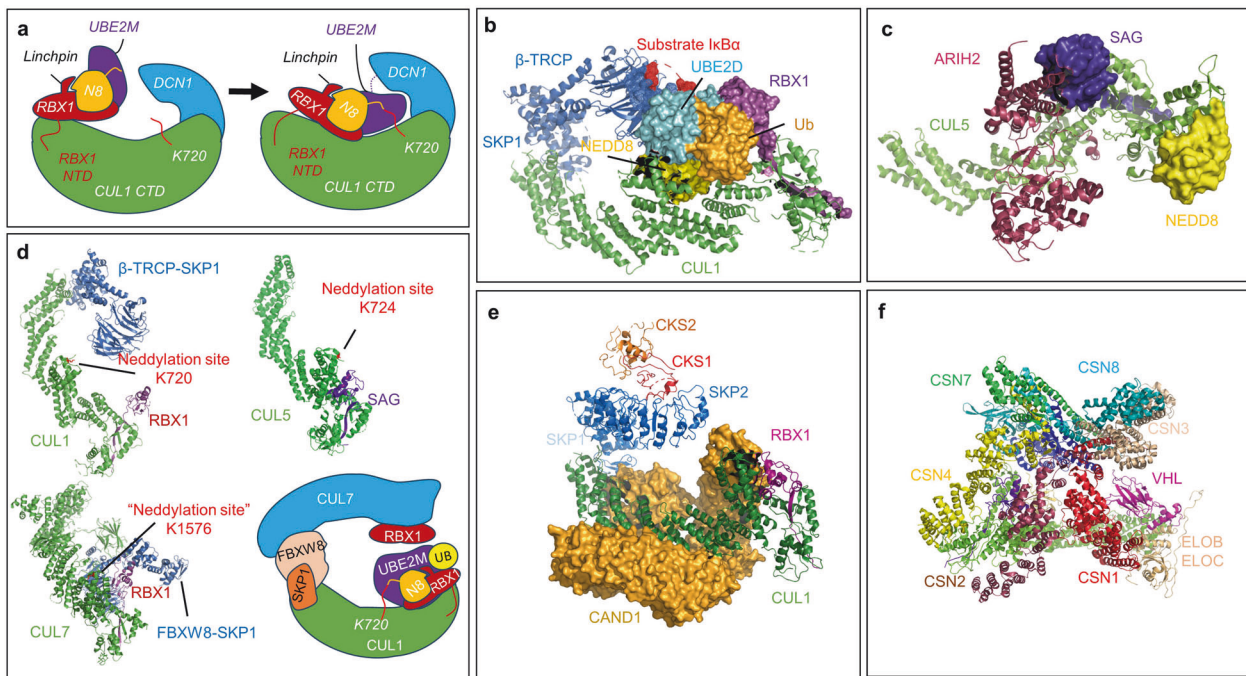 a
UBE2M
Linchpin
N8
RBX1
DCN1
K720
RBX1
NTD
CUL1 CTD
UBE2M
Linchpin
DCN1
RBX1
N8
K720
RBX1
NTD
CUL1 CTD
b
Substrate IκBα
β-TRCP
UBE2D
RBX1
SKP1
NEDD8
Ub
CUL1
c
SAG
ARIH2
CUL5
NEDD8
d
β-TRCP-SKP1
Neddylation site
K720
CUL1
RBX1
Neddylation site
K724
SAG
CUL5
"Neddylation site"
K1576
RBX1
CUL7
FBXW8-SKP1
CUL7
RBX1
FBXW8
SKP1
UBE2M
UB
N8
RBX1
K720
CUL1
e
CKS2
CKS1
SKP2
SKP1
RBX1
CUL1
CAND1
f
CSN7
CSN8
CSN3
CSN4
VHL
ELOB
ELOC
CSN2
CSN1